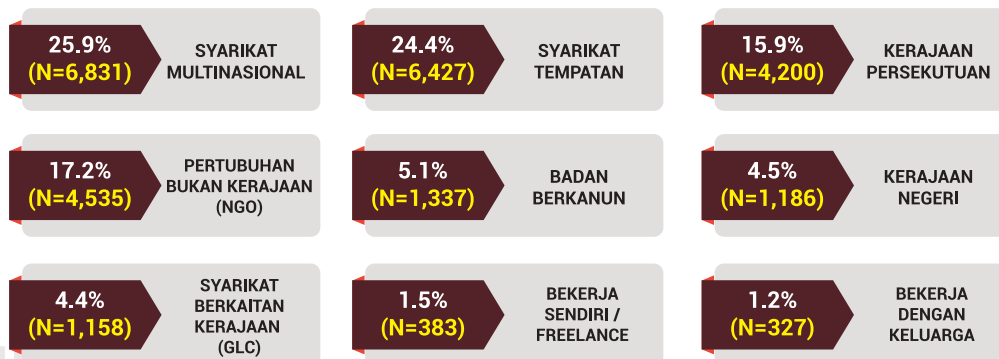 25.9%
(N=6,831)
SYARIKAT
MULTINASIONAL
24.4%
(N=6,427)
SYARIKAT
TEMPATAN
15.9%
(N=4,200)
KERAJAAN
PERSEKUTUAN
17.2%
(N=4,535)
PERTUBUHAN
BUKAN KERAJAAN
(NGO)
5.1%
(N=1,337)
BADAN
BERKANUN
4.5%
(N=1,186)
KERAJAAN
NEGERI
4.4%
(N=1,158)
SYARIKAT
BERKAITAN
KERAJAAN
(GLC)
1.5%
(N=383)
BEKERJA
SENDIRI /
FREELANCE
1.2%
(N=327)
BEKERJA
DENGAN
KELUARGA